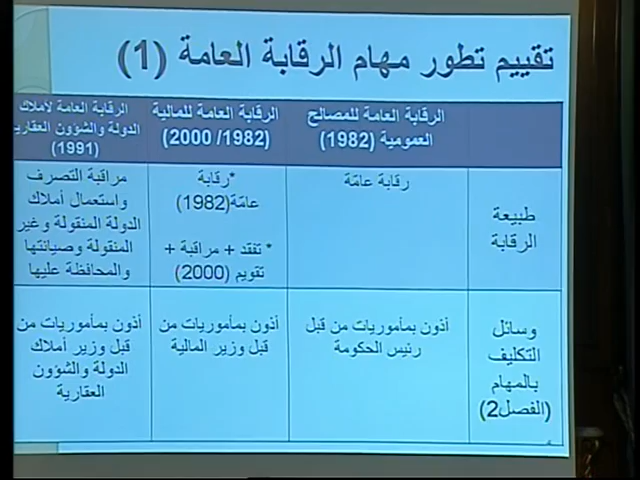 تقييم تطور مهام الرقابة العامة (1)
الرقابة العامة للمصالح
العمومية (1982)
الرقابة العامة للمالية
(1982/ 2000)
الرقابة العامة لاملاك
الدولة والشؤون العقارية
(1991)
طبيعة
الرقابة
رقابة عامّة
*رقابة
عامّة(1982)
* تفقد + مراقبة +
تقويم (2000)
مراقبة التصرف
واستعمال أملاك
الدولة المنقولة وغير
المنقولة وصيانتها
والمحافظة عليها
وسائل
التكليف
بالمهام
(الفصل2)
أذون بمأموريات من قبل
رئيس الحكومة
أذون بمأموريات من
قبل وزير المالية
أذون بمأموريات من
قبل وزير أملاك
الدولة والشؤون
العقارية